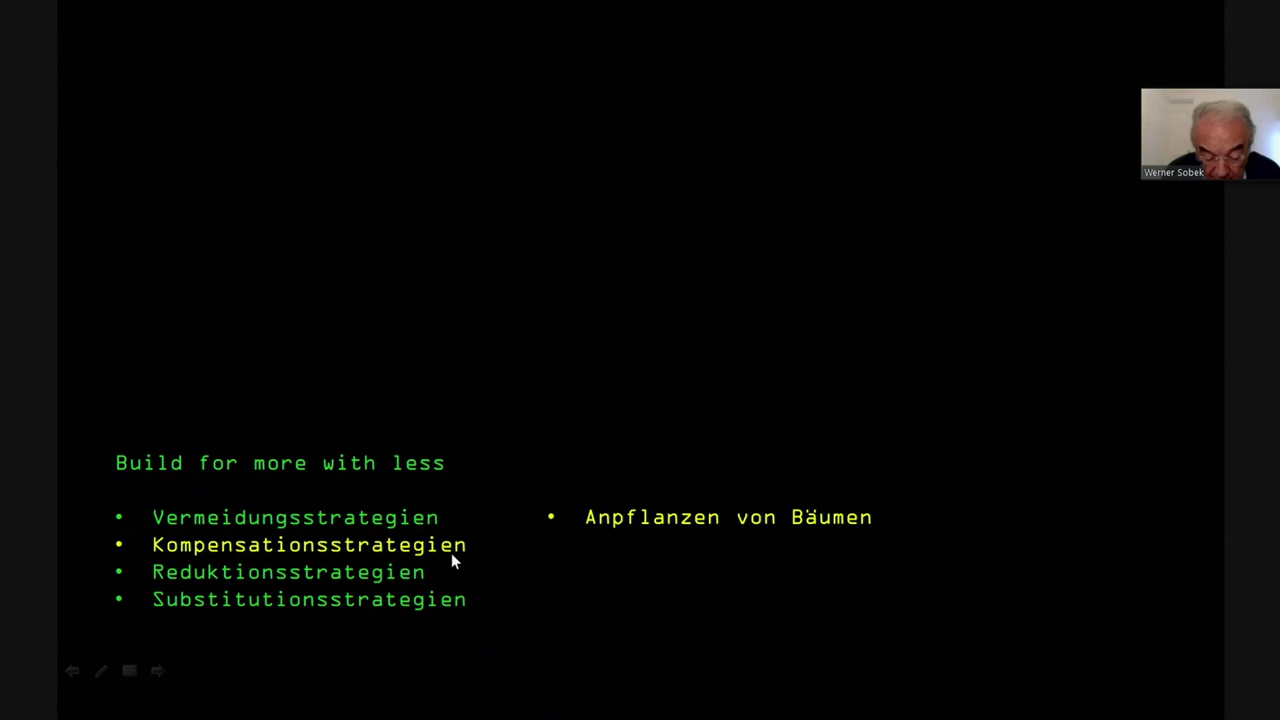 Werner Sobek
Build for more with less
• Vermeidungsstrategien
• Kompensationsstrategien
• Reduktionsstrategien
• Substitutionsstrategien
• Anpflanzen von Bäumen